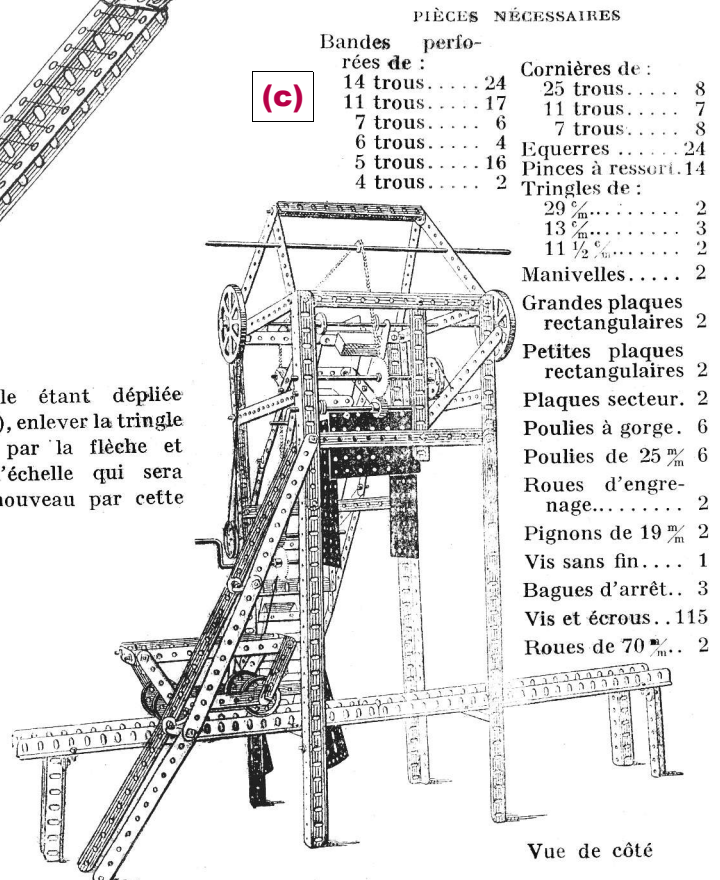 PIÈCES NÉCESSAIRES
Bandes perfo-
rées de :
14 trous..... 24
11 trous..... 17
7 trous..... 6
6 trous..... 4
5 trous..... 16
4 trous..... 2
Cornières de :
25 trous..... 8
11 trous..... 7
7 trous..... 8
Equerres ...... 24
Pinces à ressort. 14
Tringles de :
29 c/m......... 2
13 c/m......... 3
11 ½ c/m....... 2
Manivelles..... 2
Grandes plaques
rectangulaires 2
Petites plaques
rectangulaires 2
Plaques secteur. 2
Poulies à gorge. 6
Poulies de 25 m/m 6
Roues d'engre-
nage......... 2
Pignons de 19 m/m 2
Vis sans fin.... 1
Bagues d'arrêt.. 3
Vis et écrous.. 115
Roues de 70 m/m.. 2
(c)
le étant dépliée
), enlever la tringle
par la flèche et
'échelle qui sera
nouveau par cette
Vue de côté